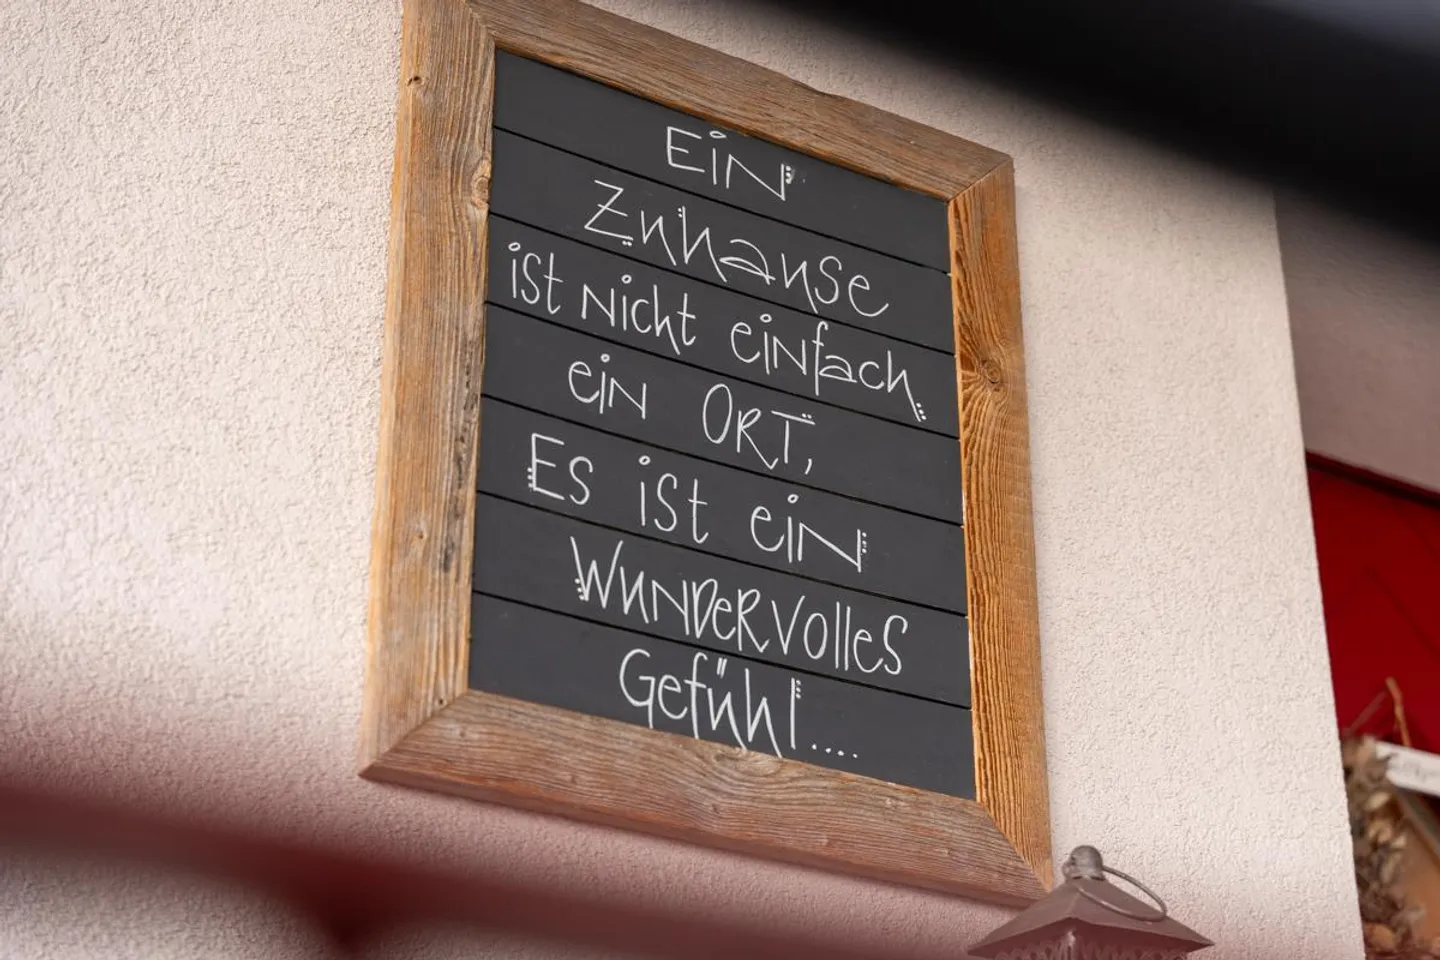 EiN
Zuhause
ist Nicht einfach
ein ORT,
Es ist ein
WUNDeRVolles
Gefühl....